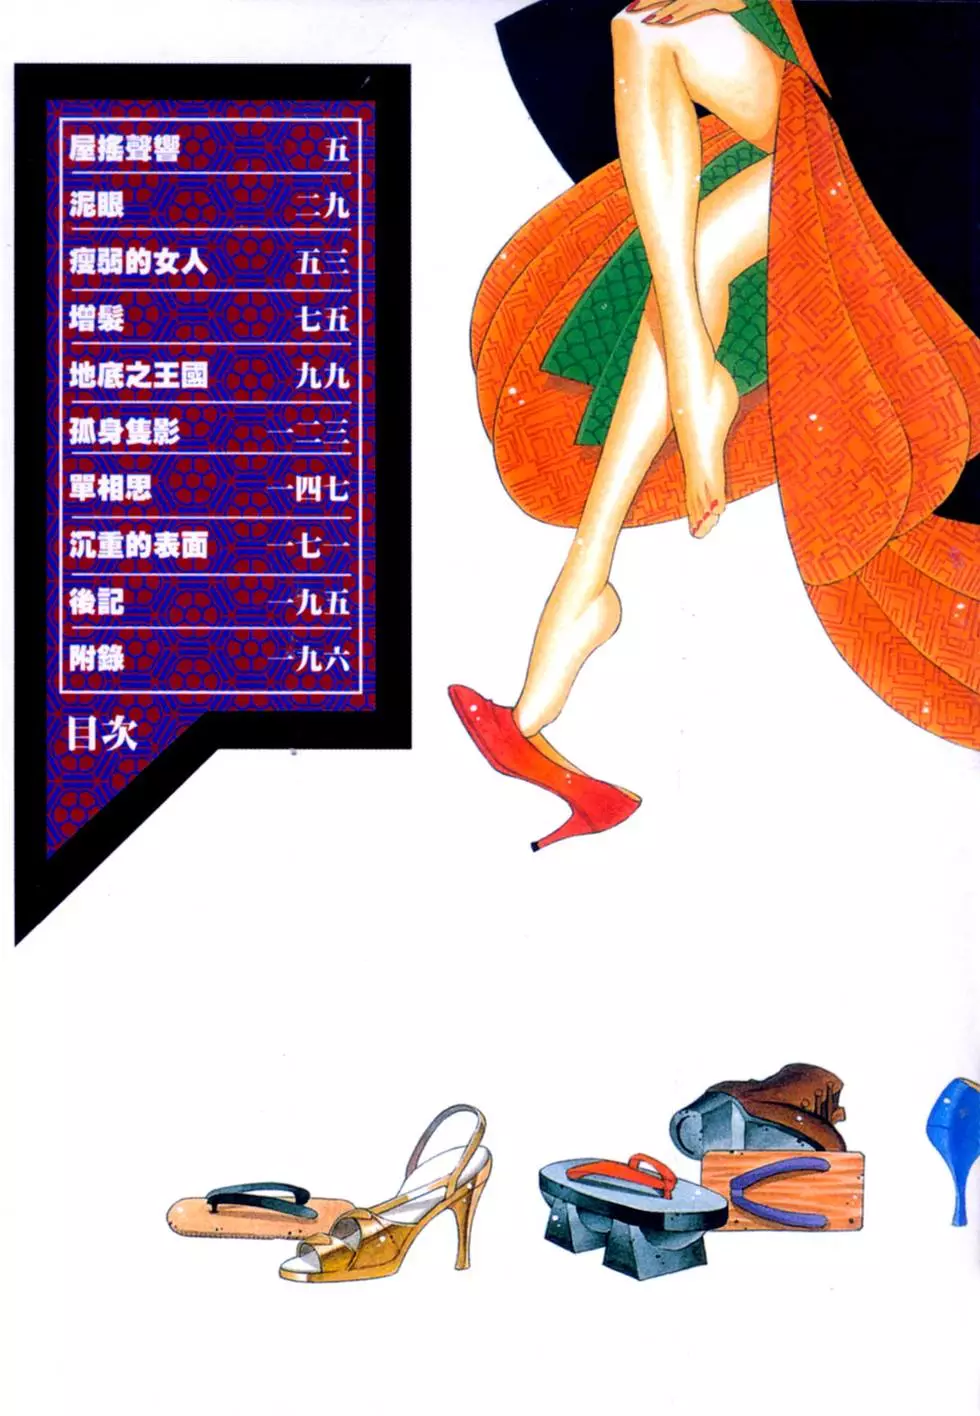 屋搖聲響 五
泥眼 二九
瘦弱的女人 五三
增髮 七五
地底之王國 九九
孤身隻影 一二三
單相思 一四七
沉重的表面 一七一
後記 一九五
附錄 一九六
目次